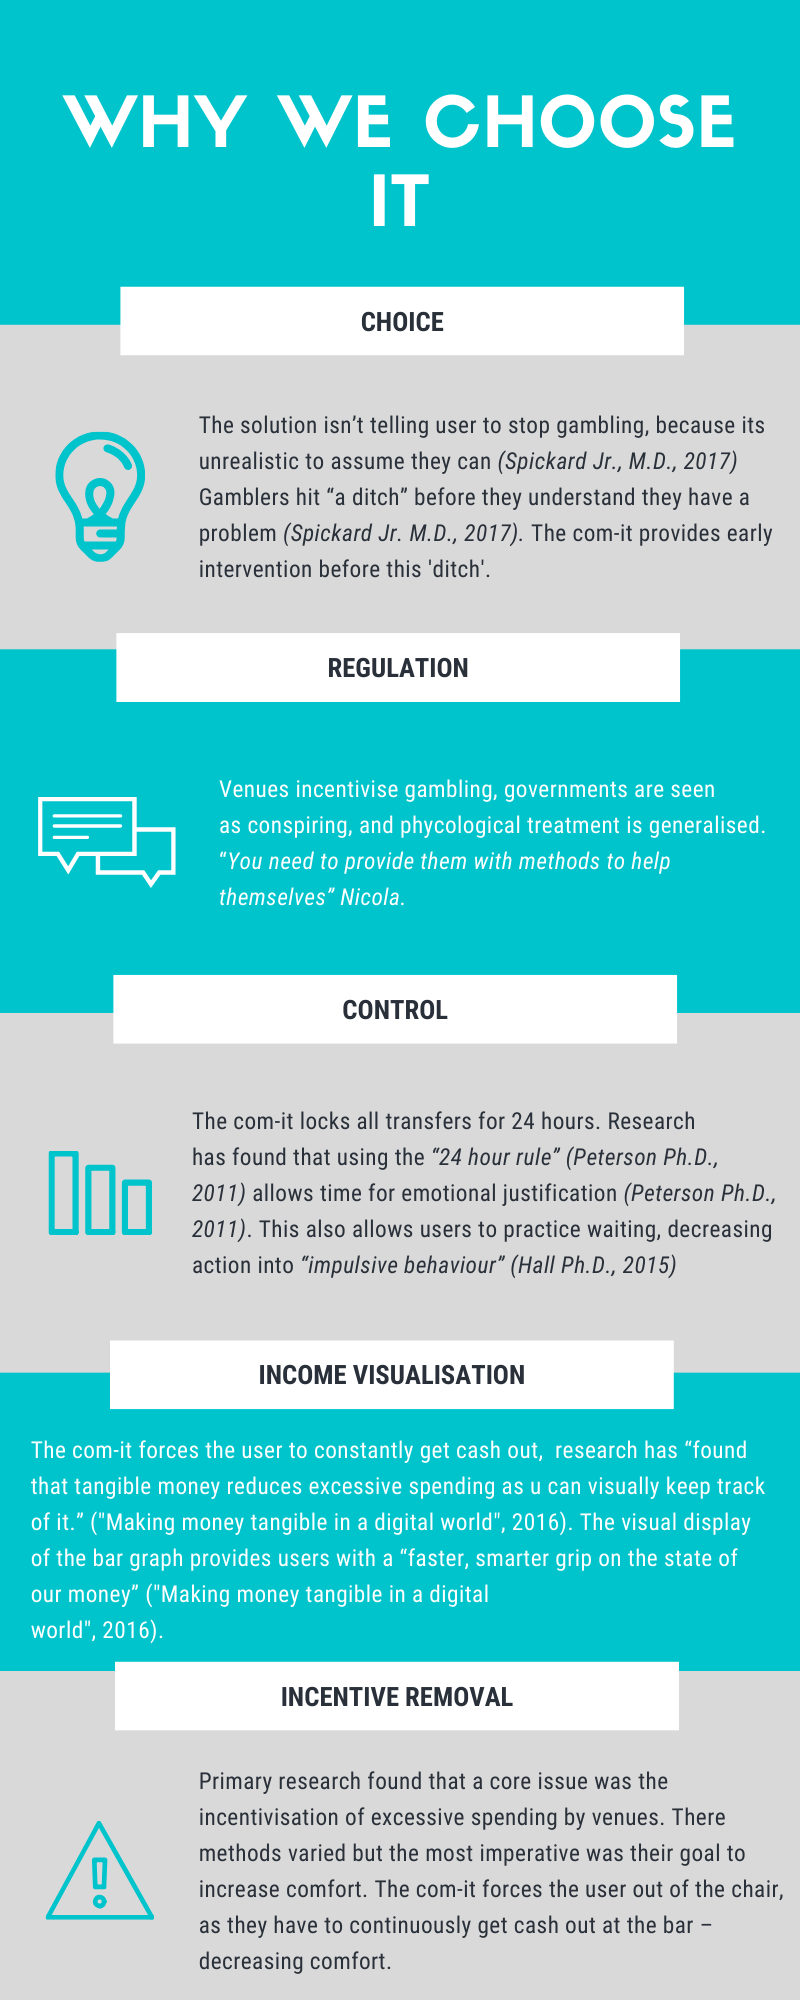 WHY WE CHOOSE
IT
CHOICE
The solution isn’t telling user to stop gambling, because its
unrealistic to assume they can (Spickard Jr., M.D., 2017)
Gamblers hit “a ditch” before they understand they have a
problem (Spickard Jr. M.D., 2017). The com-it provides early
intervention before this 'ditch'.
REGULATION
Venues incentivise gambling, governments are seen
as conspiring, and phycological treatment is generalised.
“You need to provide them with methods to help
themselves” Nicola.
CONTROL
The com-it locks all transfers for 24 hours. Research
has found that using the “24 hour rule” (Peterson Ph.D.,
2011) allows time for emotional justification (Peterson Ph.D.,
2011). This also allows users to practice waiting, decreasing
action into “impulsive behaviour” (Hall Ph.D., 2015)
INCOME VISUALISATION
The com-it forces the user to constantly get cash out,  research has “found
that tangible money reduces excessive spending as u can visually keep track
of it.” ("Making money tangible in a digital world", 2016). The visual display
of the bar graph provides users with a “faster, smarter grip on the state of
our money” ("Making money tangible in a digital
world", 2016).
INCENTIVE REMOVAL
Primary research found that a core issue was the
incentivisation of excessive spending by venues. There
methods varied but the most imperative was their goal to
increase comfort. The com-it forces the user out of the chair,
as they have to continuously get cash out at the bar –
decreasing comfort.